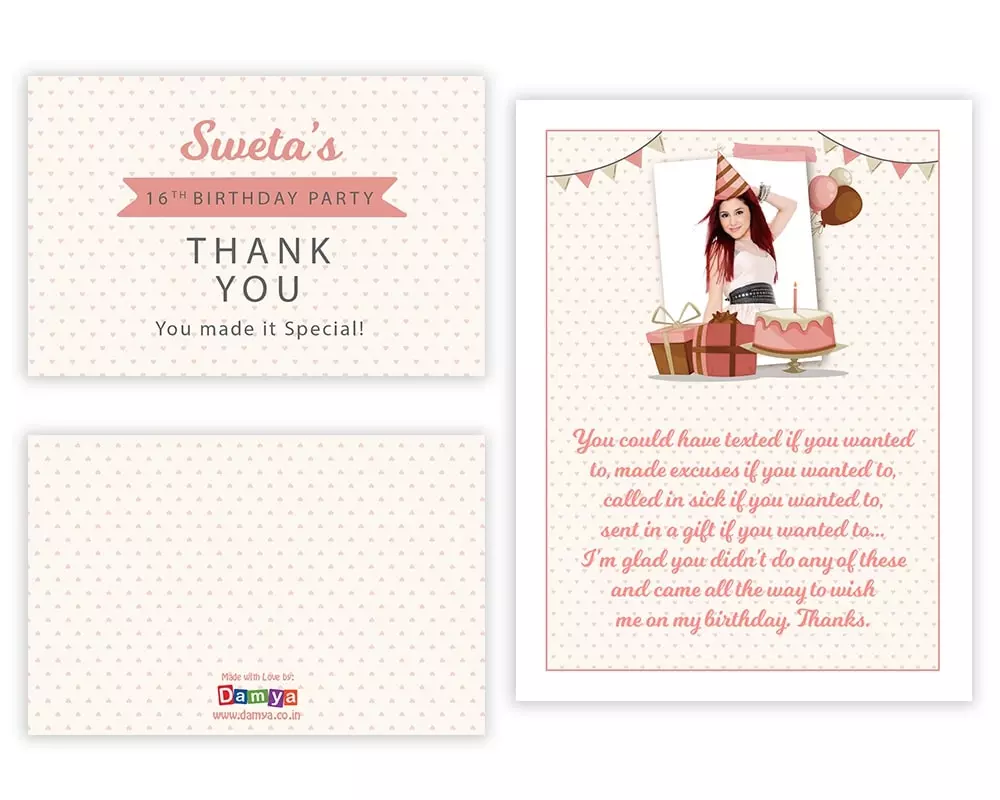 Sweta's
16TH BIRTHDAY PARTY
THANK
YOU
You made it Special!
Made with Love by:
Damya
www.damya.co.in
You could have texted if you wanted
to, made excuses if you wanted to,
called in sick if you wanted to,
sent in a gift if you wanted to...
I'm glad you didn't do any of these
and came all the way to wish
me on my birthday. Thanks.